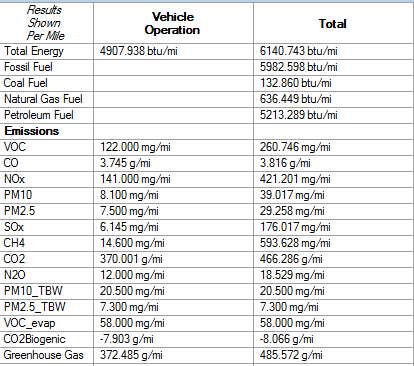 Results
Shown
Per Mile
Vehicle
Operation
Total
Total Energy 4907.938 btu/mi 6140.743 btu/mi
Fossil Fuel 5982.598 btu/mi
Coal Fuel 132.860 btu/mi
Natural Gas Fuel 636.449 btu/mi
Petroleum Fuel 5213.289 btu/mi
Emissions
VOC 122.000 mg/mi 260.746 mg/mi
CO 3.745 g/mi 3.816 g/mi
NOx 141.000 mg/mi 421.201 mg/mi
PM10 8.100 mg/mi 39.017 mg/mi
PM2.5 7.500 mg/mi 29.258 mg/mi
SOx 6.145 mg/mi 176.017 mg/mi
CH4 14.600 mg/mi 593.628 mg/mi
CO2 370.001 g/mi 466.286 g/mi
N2O 12.000 mg/mi 18.529 mg/mi
PM10_TBW 20.500 mg/mi 20.500 mg/mi
PM2.5_TBW 7.300 mg/mi 7.300 mg/mi
VOC_evap 58.000 mg/mi 58.000 mg/mi
CO2Biogenic -7.903 g/mi -8.066 g/mi
Greenhouse Gas 372.485 g/mi 485.572 g/mi